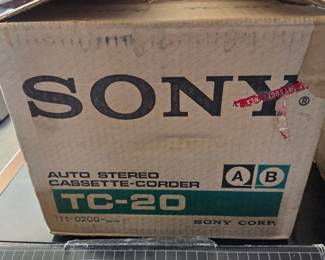 SONY ®
AUTO STEREO
CASSETTE-CORDER
A B
TC-20
SONY CORP.